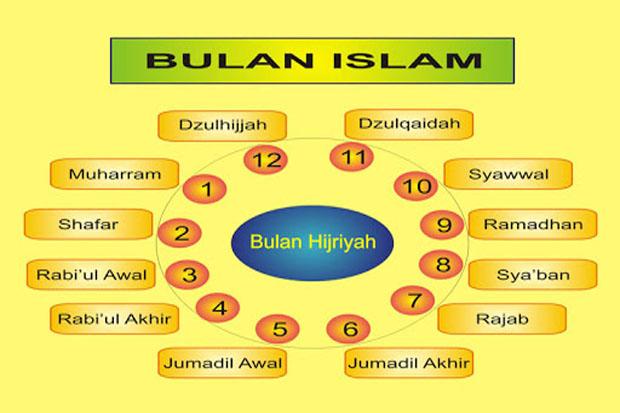 BULAN ISLAM
Dzulhijjah
Dzulqaidah
12
11
Muharram
1
10
Syawwal
Shafar
2
Bulan Hijriyah
9
Ramadhan
Rabi'ul Awal
3
8
Sya'ban
Rabi'ul Akhir
4
7
Rajab
5
6
Jumadil Awal
Jumadil Akhir